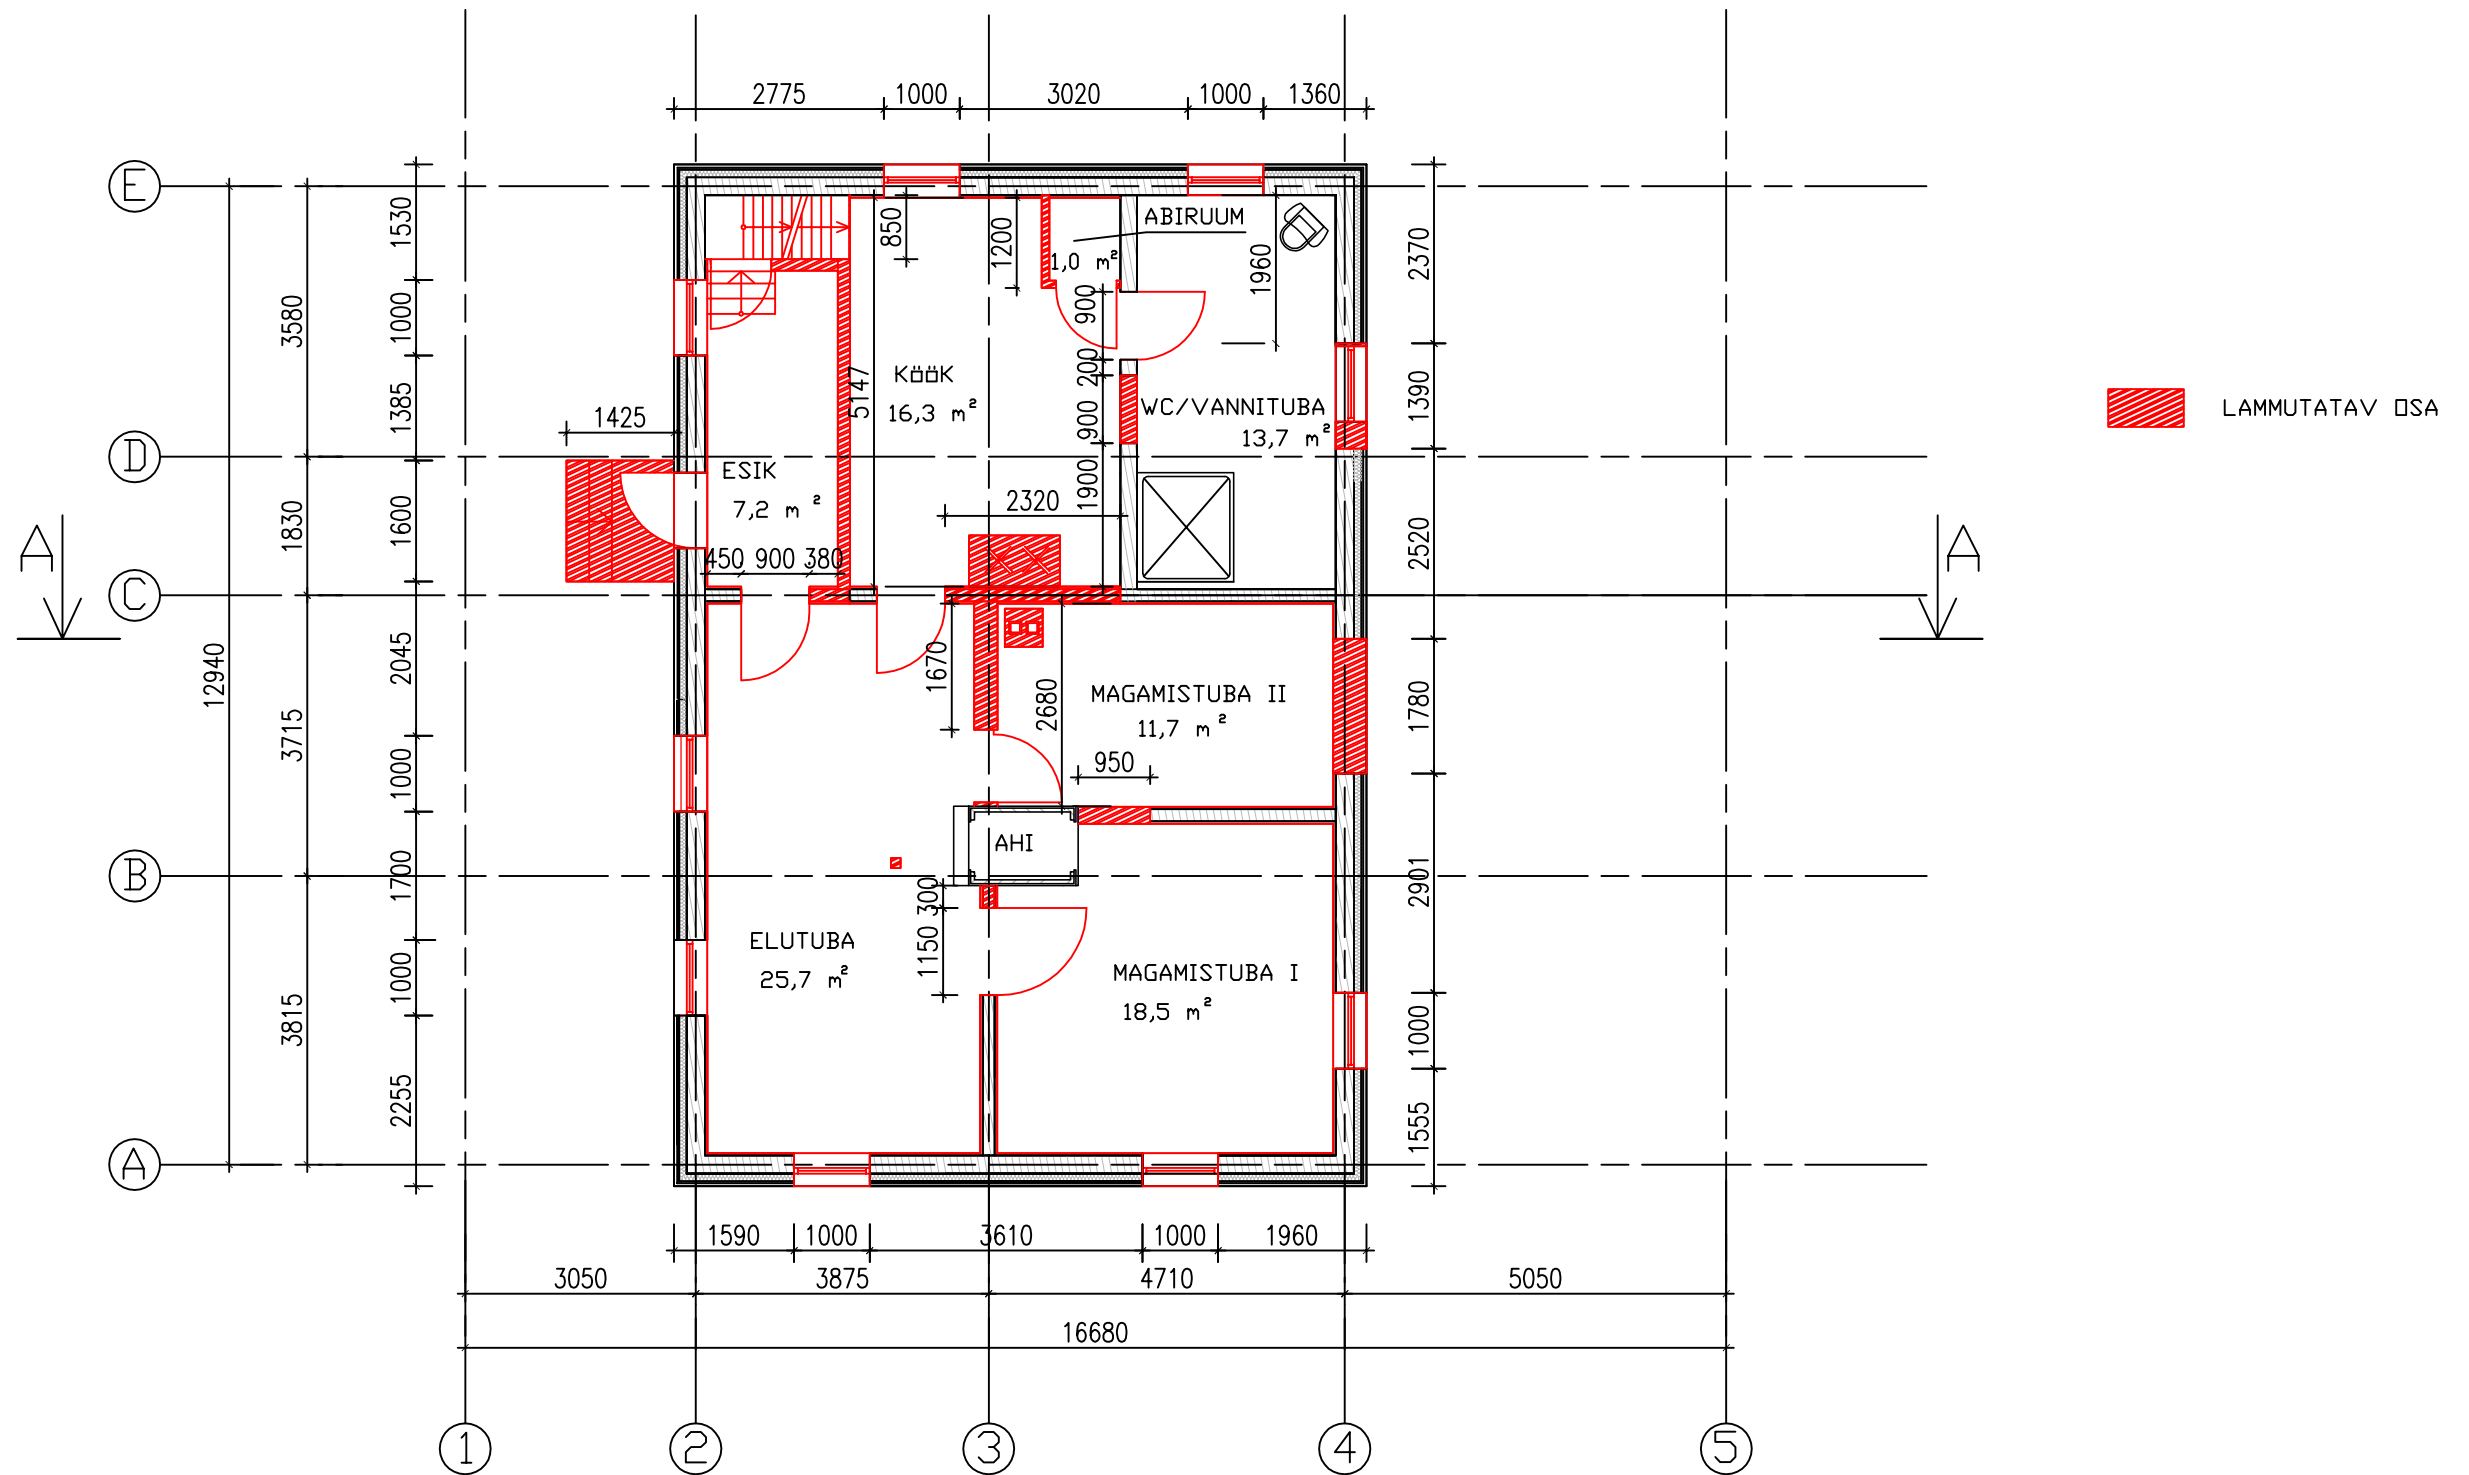 2775 1000 3020 1000 1360
E
ABIRUUM
1,0 m²
850
1200
1960
900
200
900
1900
5147
KÖÖK
16,3 m²
WC/VANNITUBA
13,7 m²
LAMMUTATAV OSA
1530
1000
1385
1600
2045
1000
1700
1000
2255
3580
1830
3715
3815
12940
2370
1390
2520
1780
2901
1000
1555
1425
D
ESIK
7,2 m²
2320
450 900 380
A
A
C
1670
2680
MAGAMISTUBA II
11,7 m²
950
AHI
B
300
1150
ELUTUBA
25,7 m²
MAGAMISTUBA I
18,5 m²
A
1590 1000 3610 1000 1960
3050 3875 4710 5050
16680
1 2 3 4 5